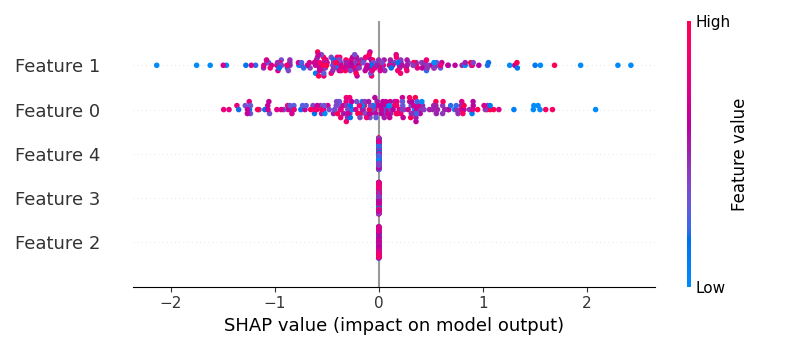 High
Feature 1
Feature 0
Feature 4
Feature 3
Feature 2
Feature value
Low
−2
−1
0
1
2
SHAP value (impact on model output)